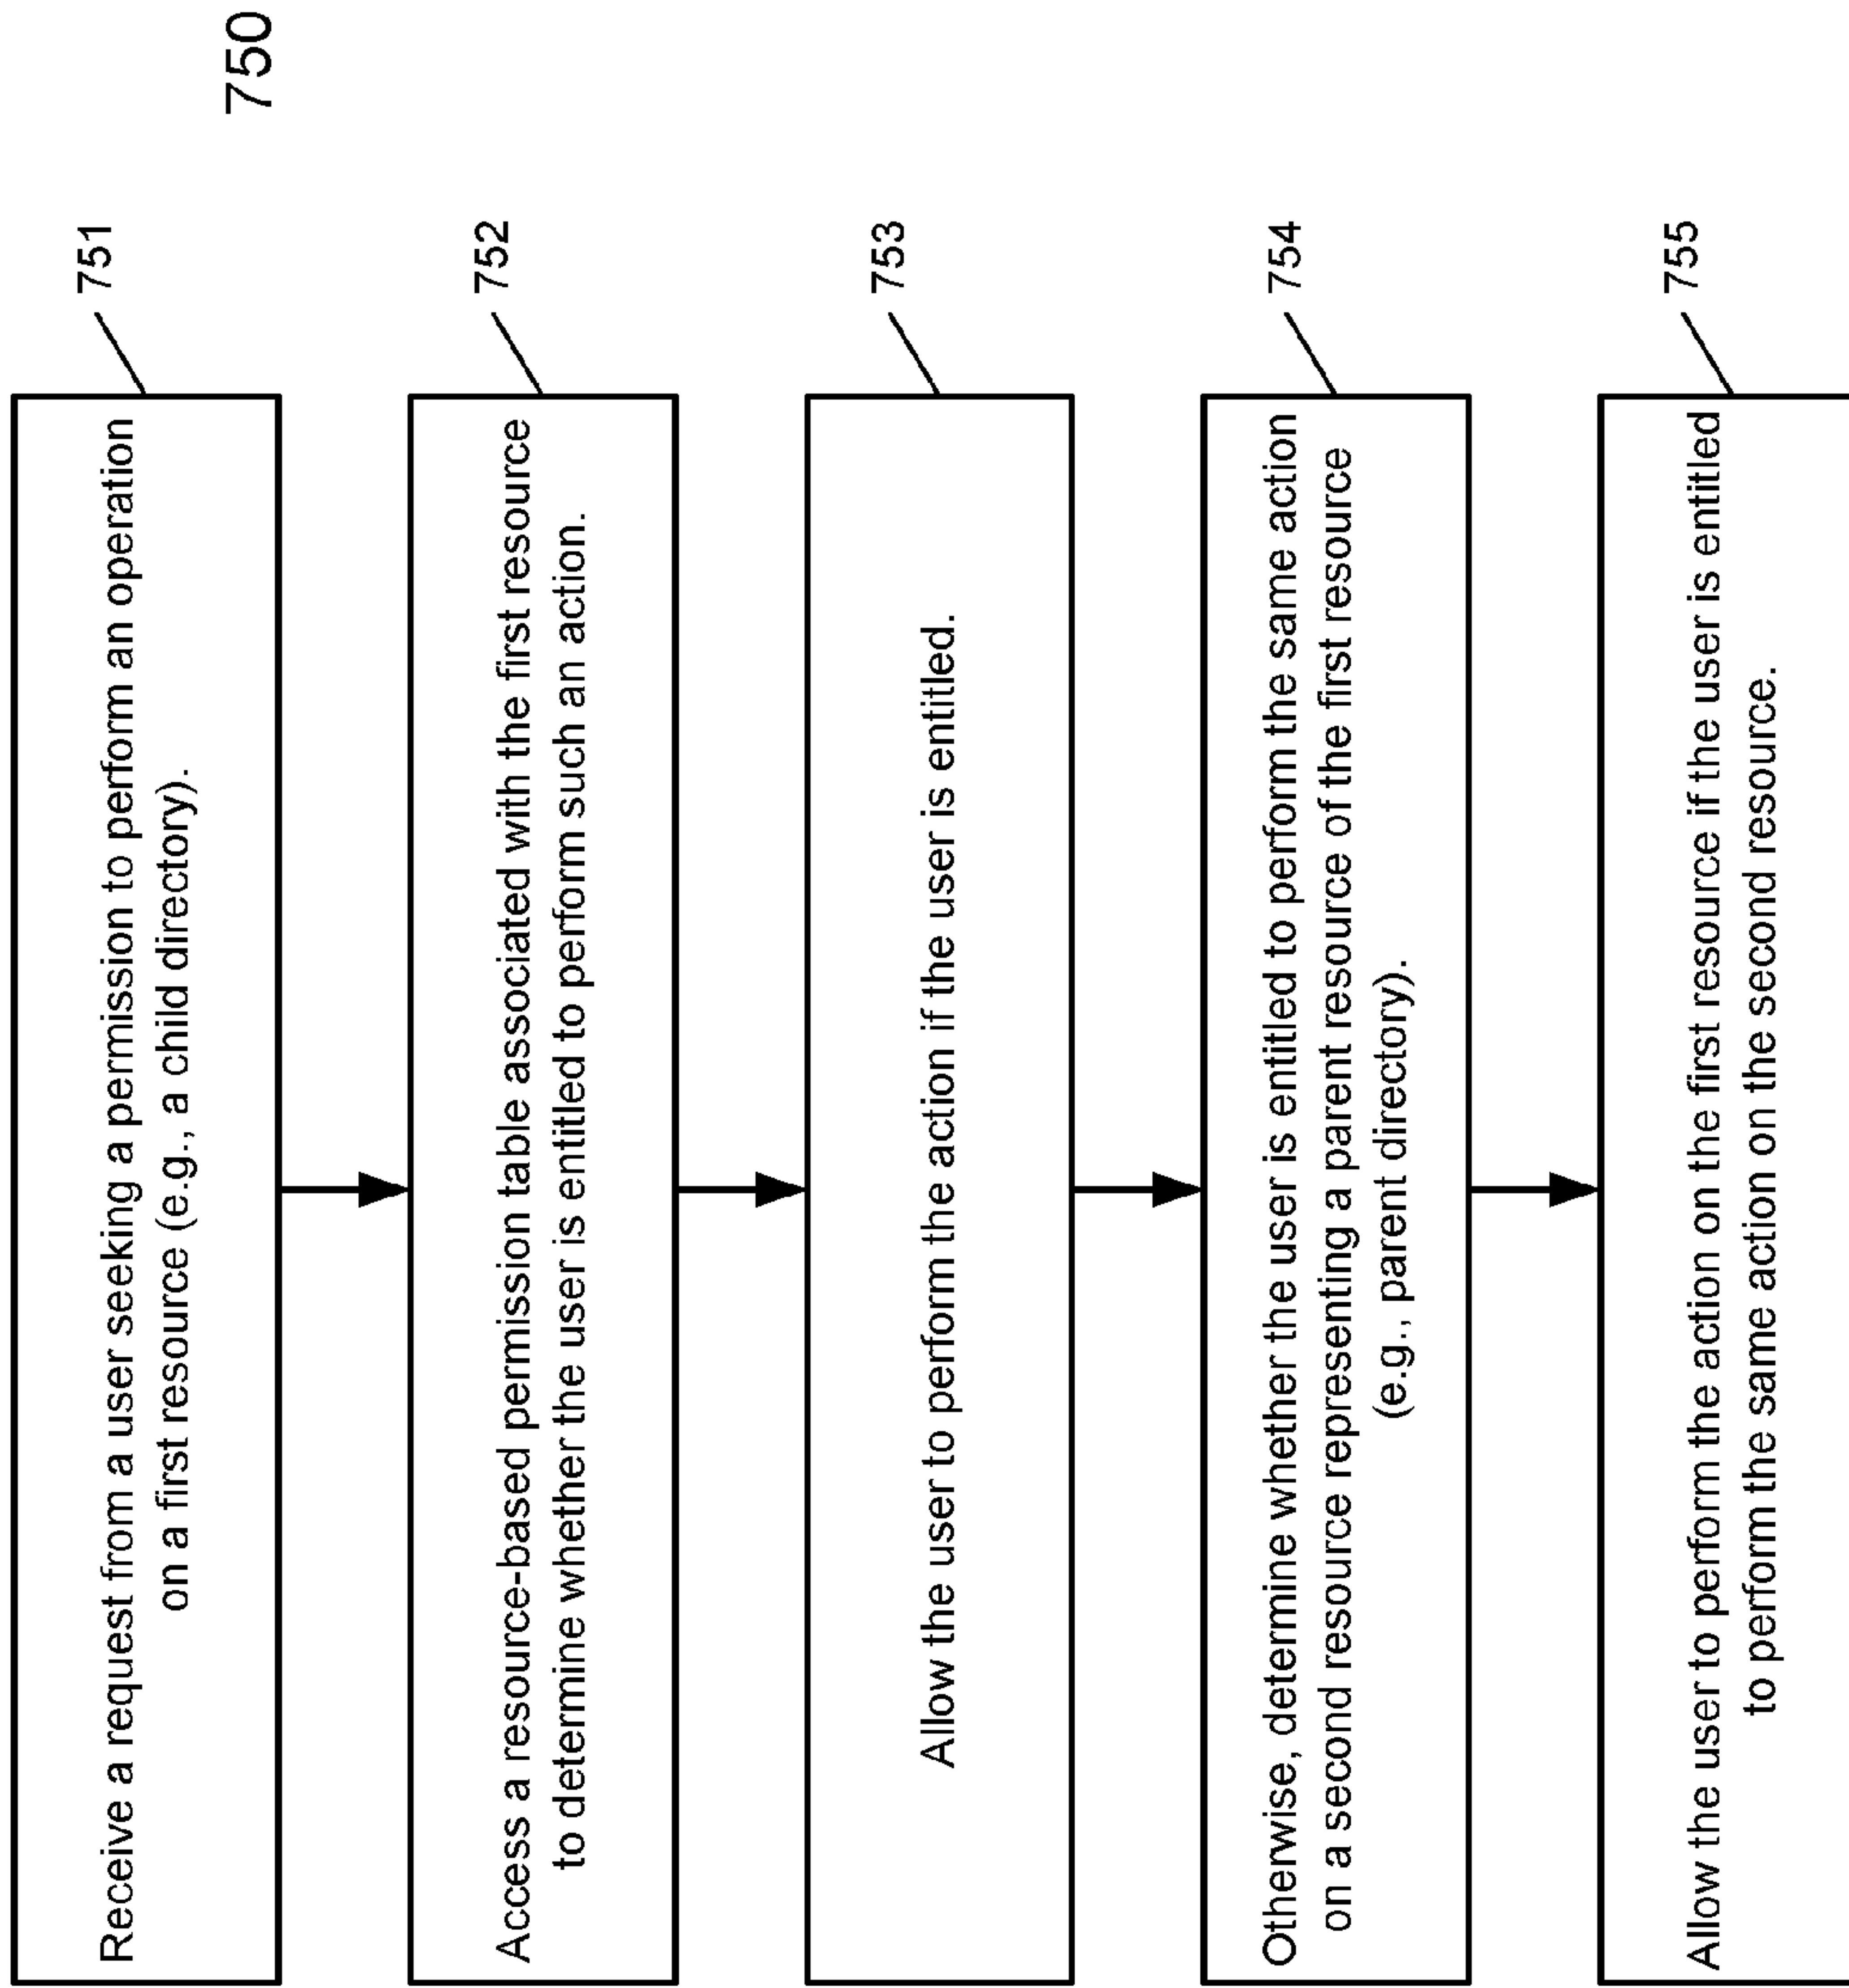 750
751
Receive a request from a user seeking a permission to perform an operation
on a first resource (e.g., a child directory).
752
Access a resource-based permission table associated with the first resource
to determine whether the user is entitled to perform such an action.
753
Allow the user to perform the action if the user is entitled.
754
Otherwise, determine whether the user is entitled to perform the same action
on a second resource representing a parent resource of the first resource
(e.g., parent directory).
755
Allow the user to perform the action on the first resource if the user is entitled
to perform the same action on the second resource.